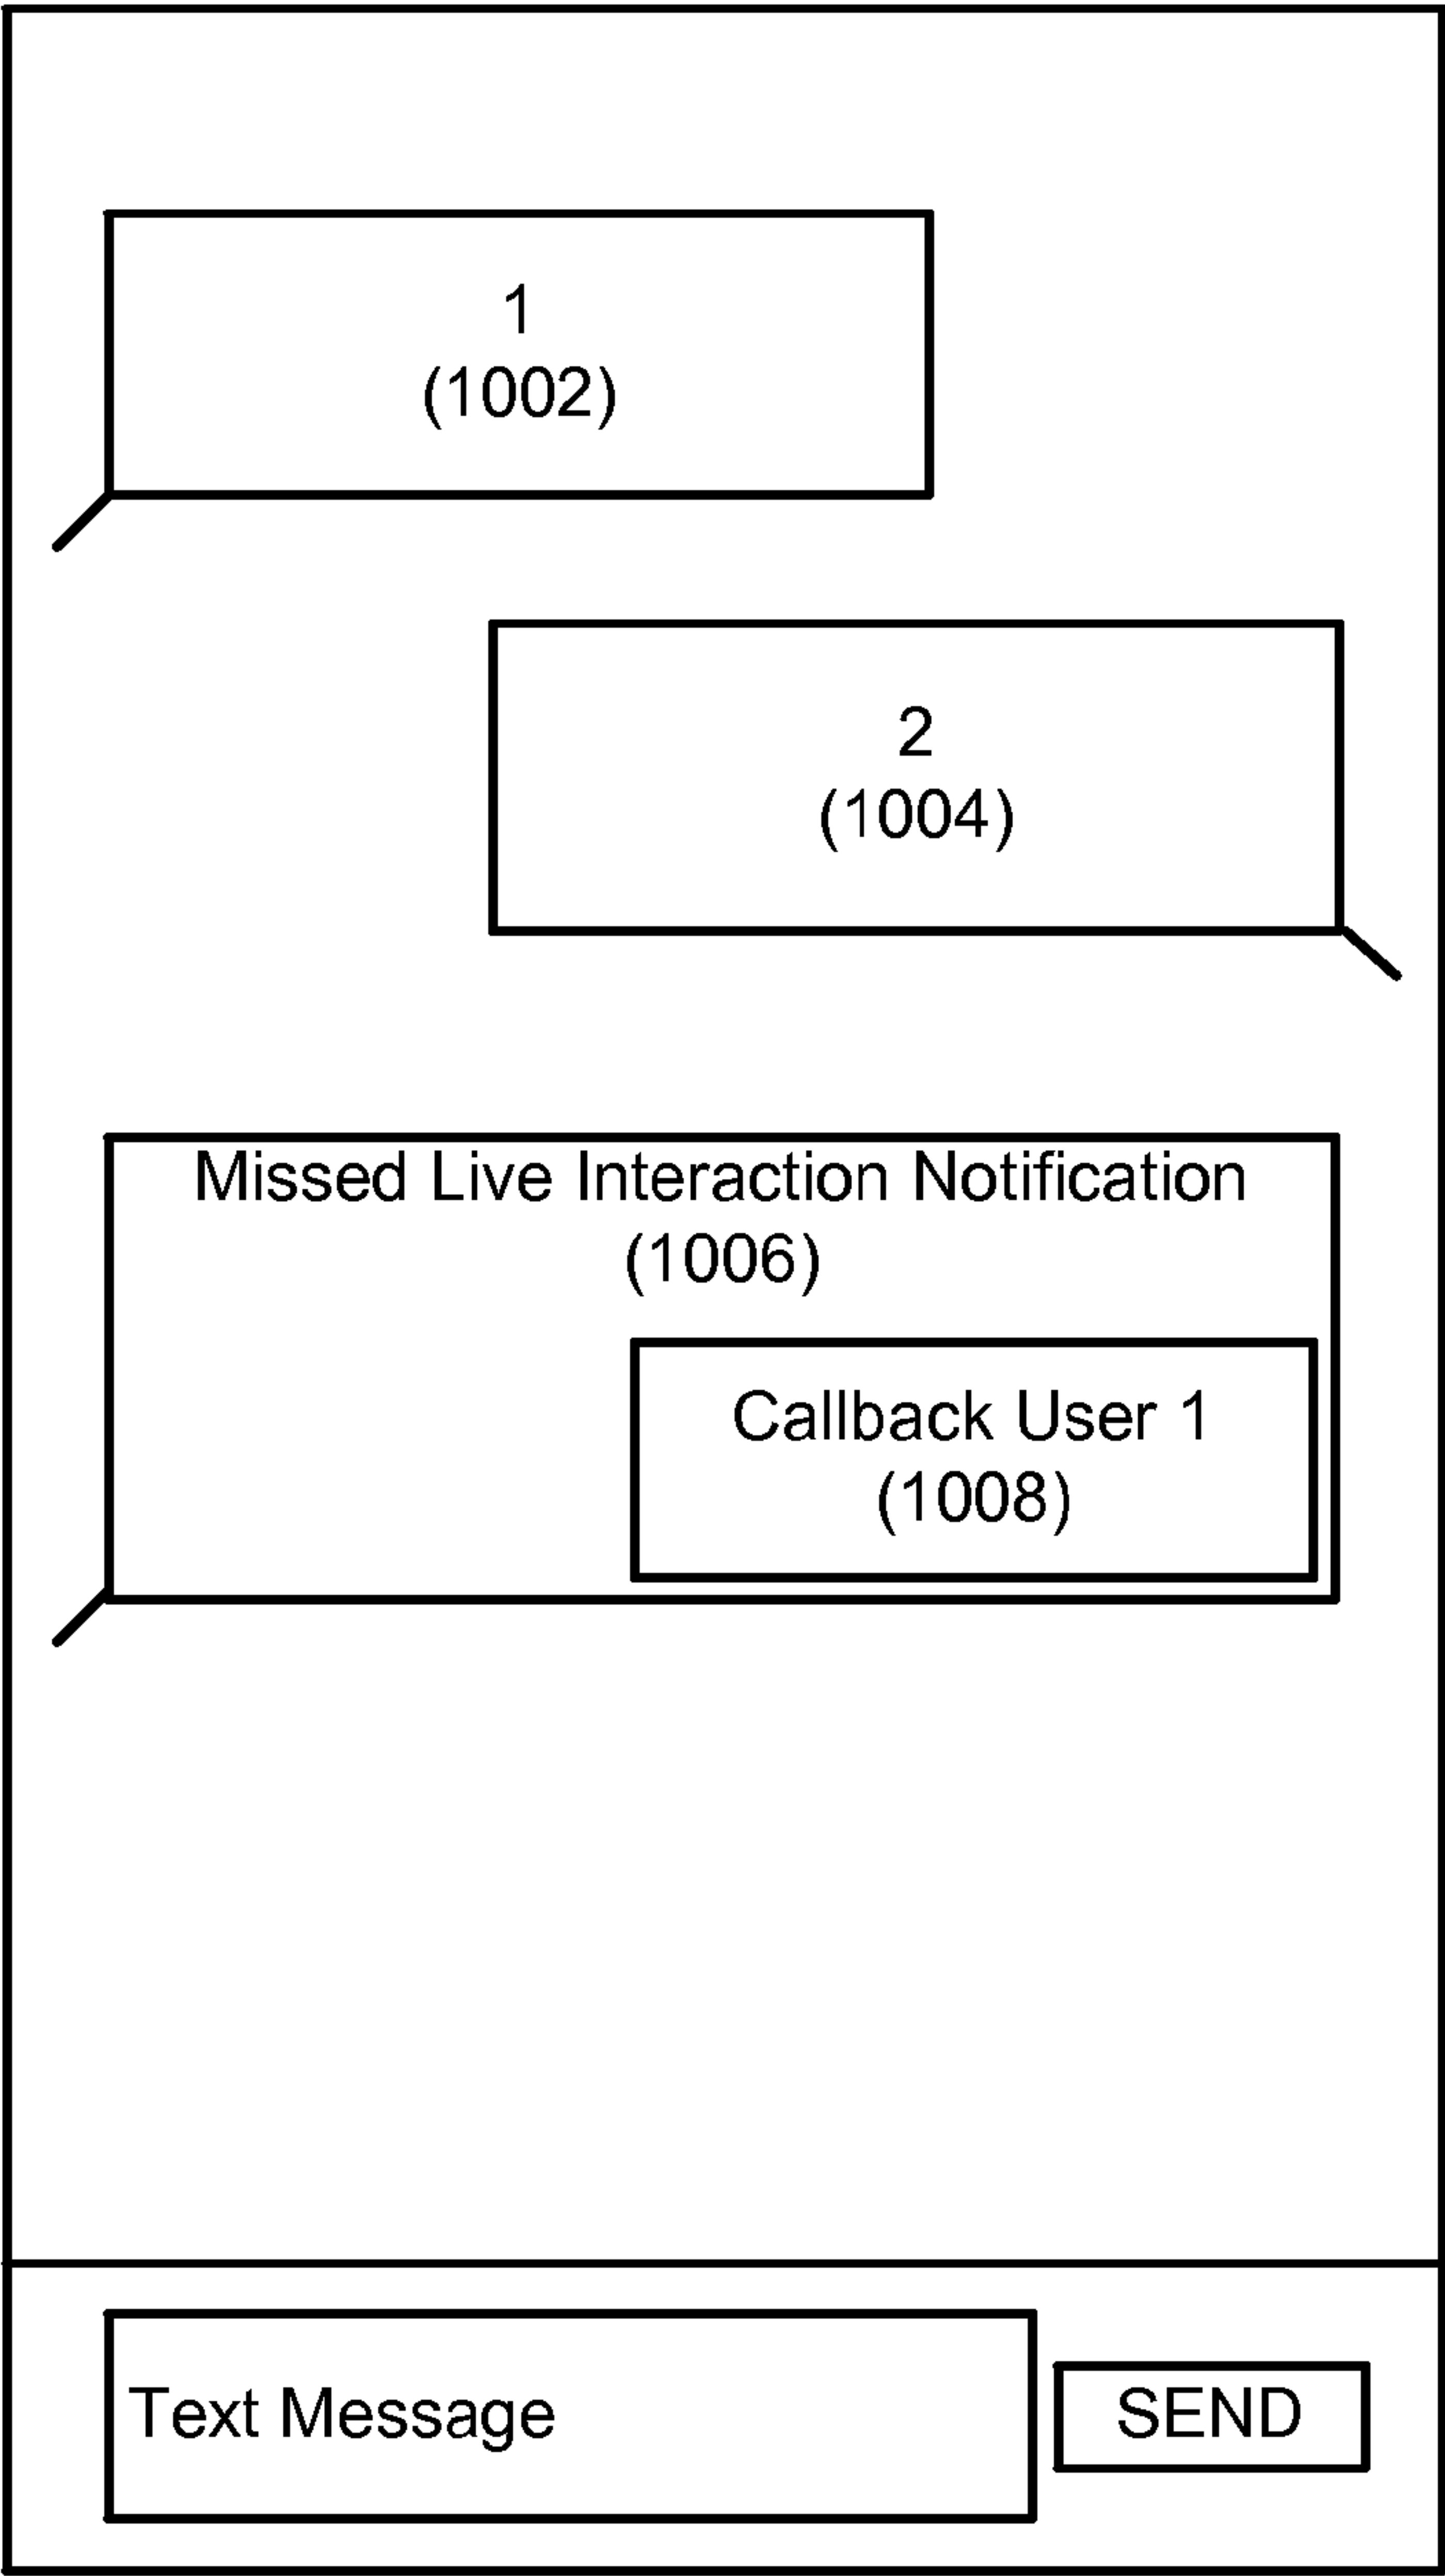 1
(1002)
2
(1004)
Missed Live Interaction Notification
(1006)
Callback User 1
(1008)
Text Message
SEND